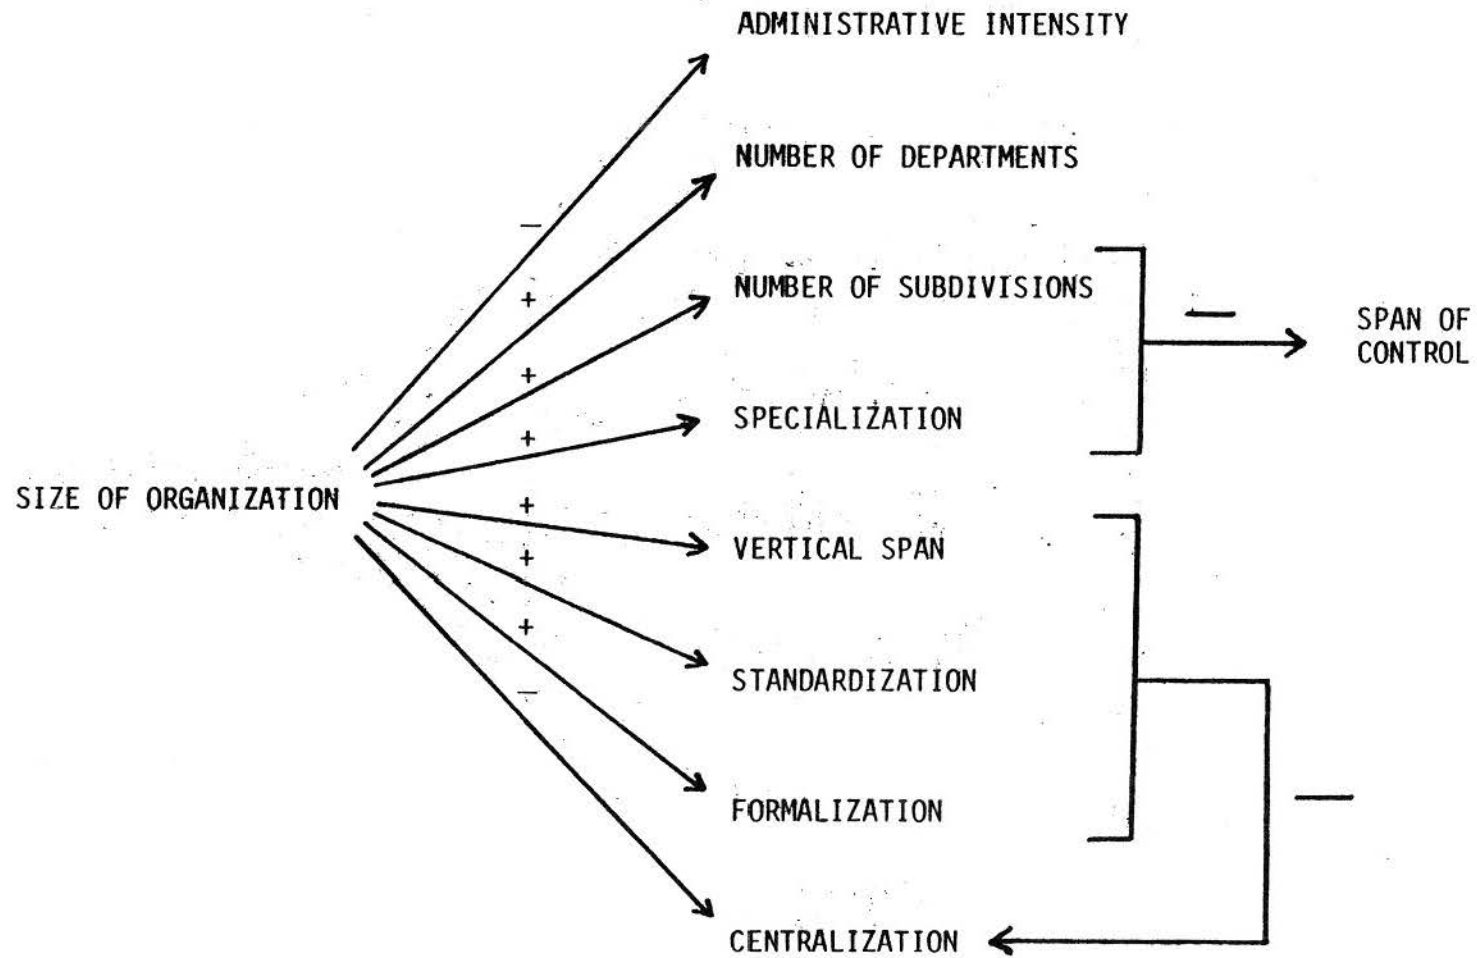 ADMINISTRATIVE INTENSITY
NUMBER OF DEPARTMENTS
−
NUMBER OF SUBDIVISIONS
+
−
SPAN OF
CONTROL
+
SPECIALIZATION
+
SIZE OF ORGANIZATION
+
VERTICAL SPAN
+
+
STANDARDIZATION
−
−
FORMALIZATION
CENTRALIZATION